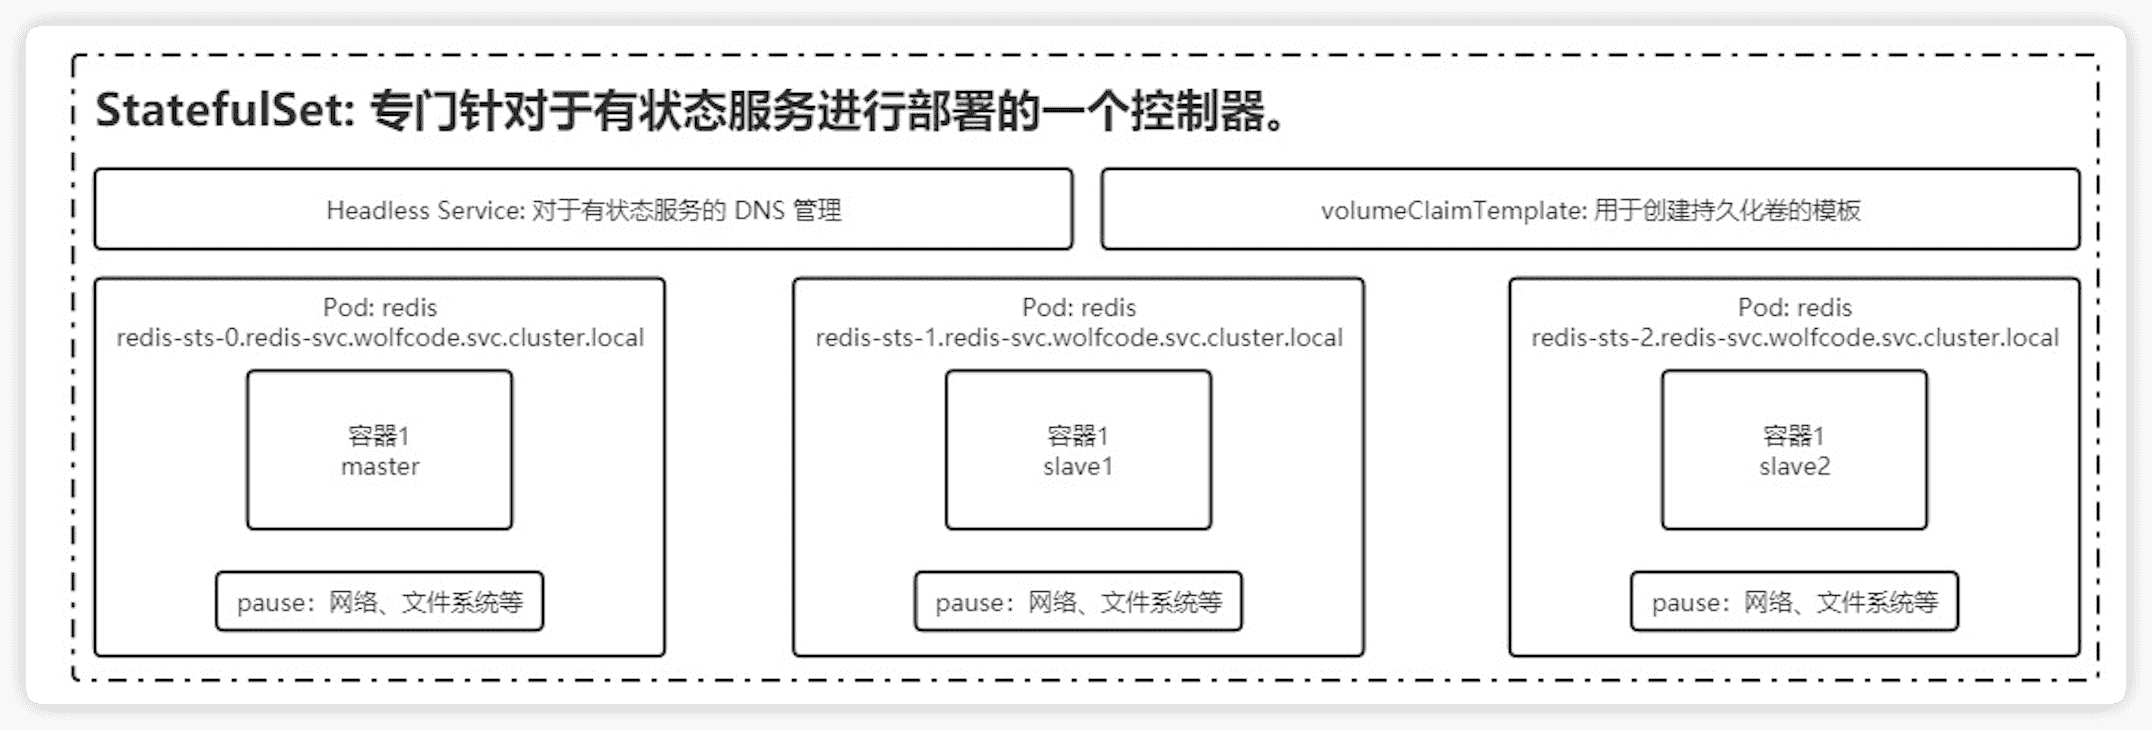 StatefulSet: 专门针对于有状态服务进行部署的一个控制器。
Headless Service: 对于有状态服务的 DNS 管理
volumeClaimTemplate: 用于创建持久化卷的模板
Pod: redis
redis-sts-0.redis-svc.wolfcode.svc.cluster.local
容器1
master
pause：网络、文件系统等
Pod: redis
redis-sts-1.redis-svc.wolfcode.svc.cluster.local
容器1
slave1
pause：网络、文件系统等
Pod: redis
redis-sts-2.redis-svc.wolfcode.svc.cluster.local
容器1
slave2
pause：网络、文件系统等